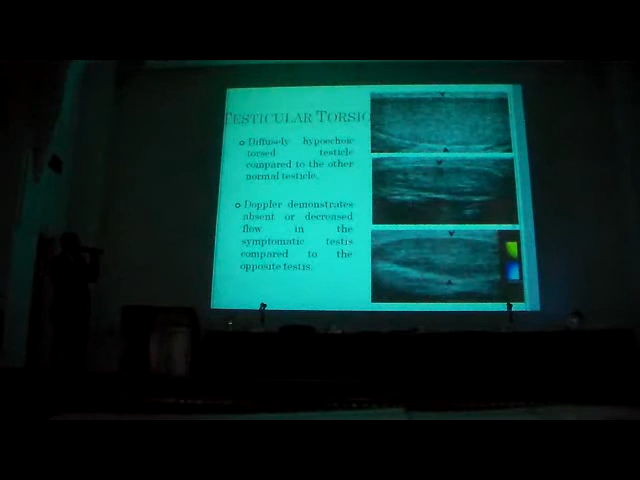 TESTICULAR TORSIO
Diffusely hypoechoic
torsed testicle
compared to the other
normal testicle.
Doppler demonstrates
absent or decreased
flow in the
symptomatic testis
compared to the
opposite testis.